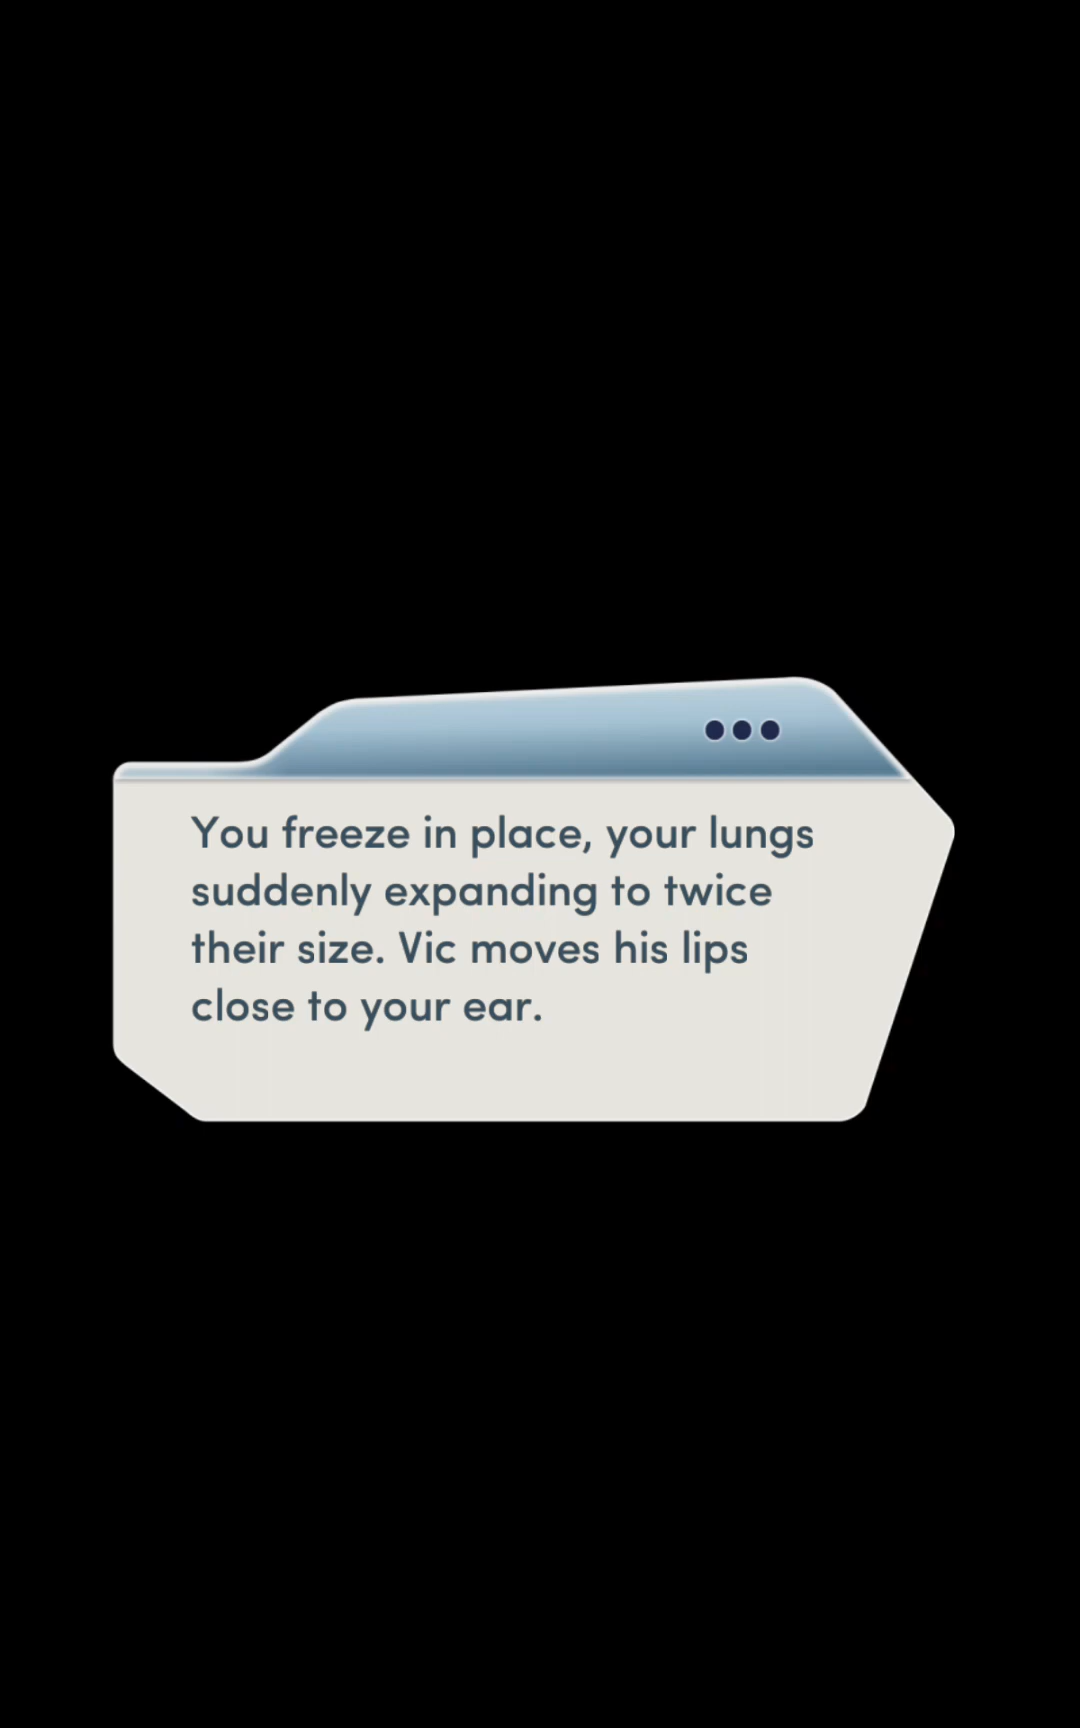 You freeze in place, your lungs
suddenly expanding to twice
their size. Vic moves his lips
close to your ear.